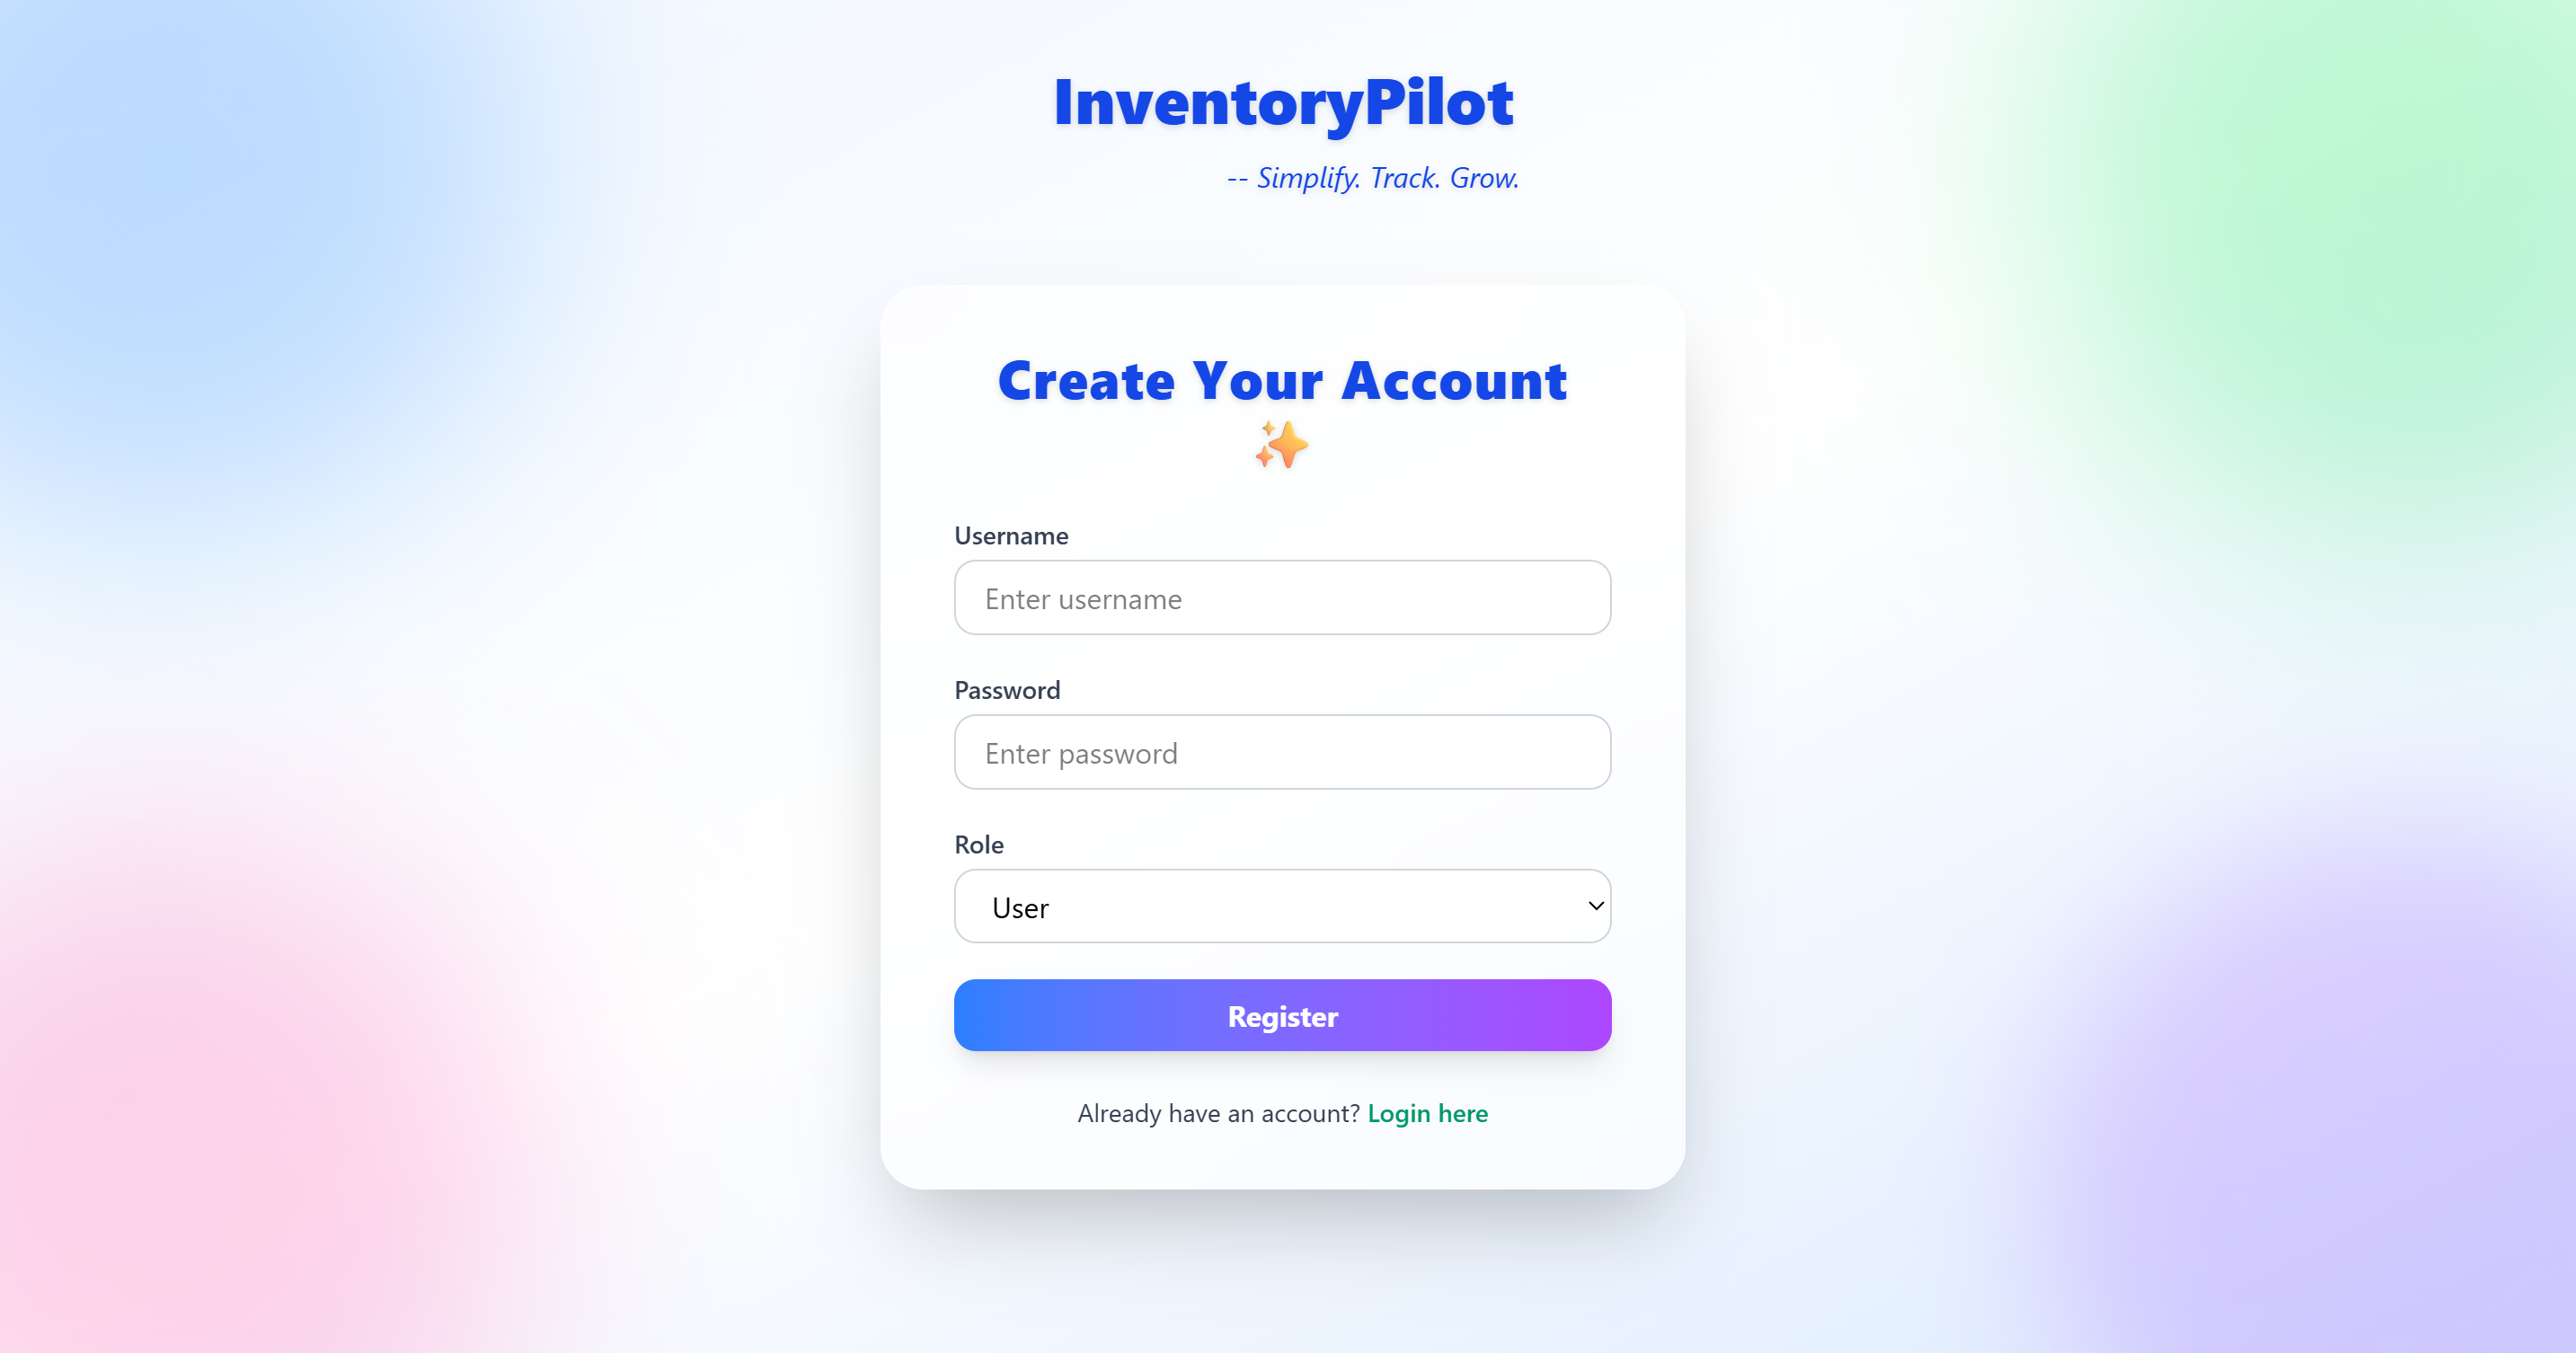 InventoryPilot
-- Simplify. Track. Grow.
Create Your Account
✨
Username
Enter username
Password
Enter password
Role
User
Register
Already have an account? Login here